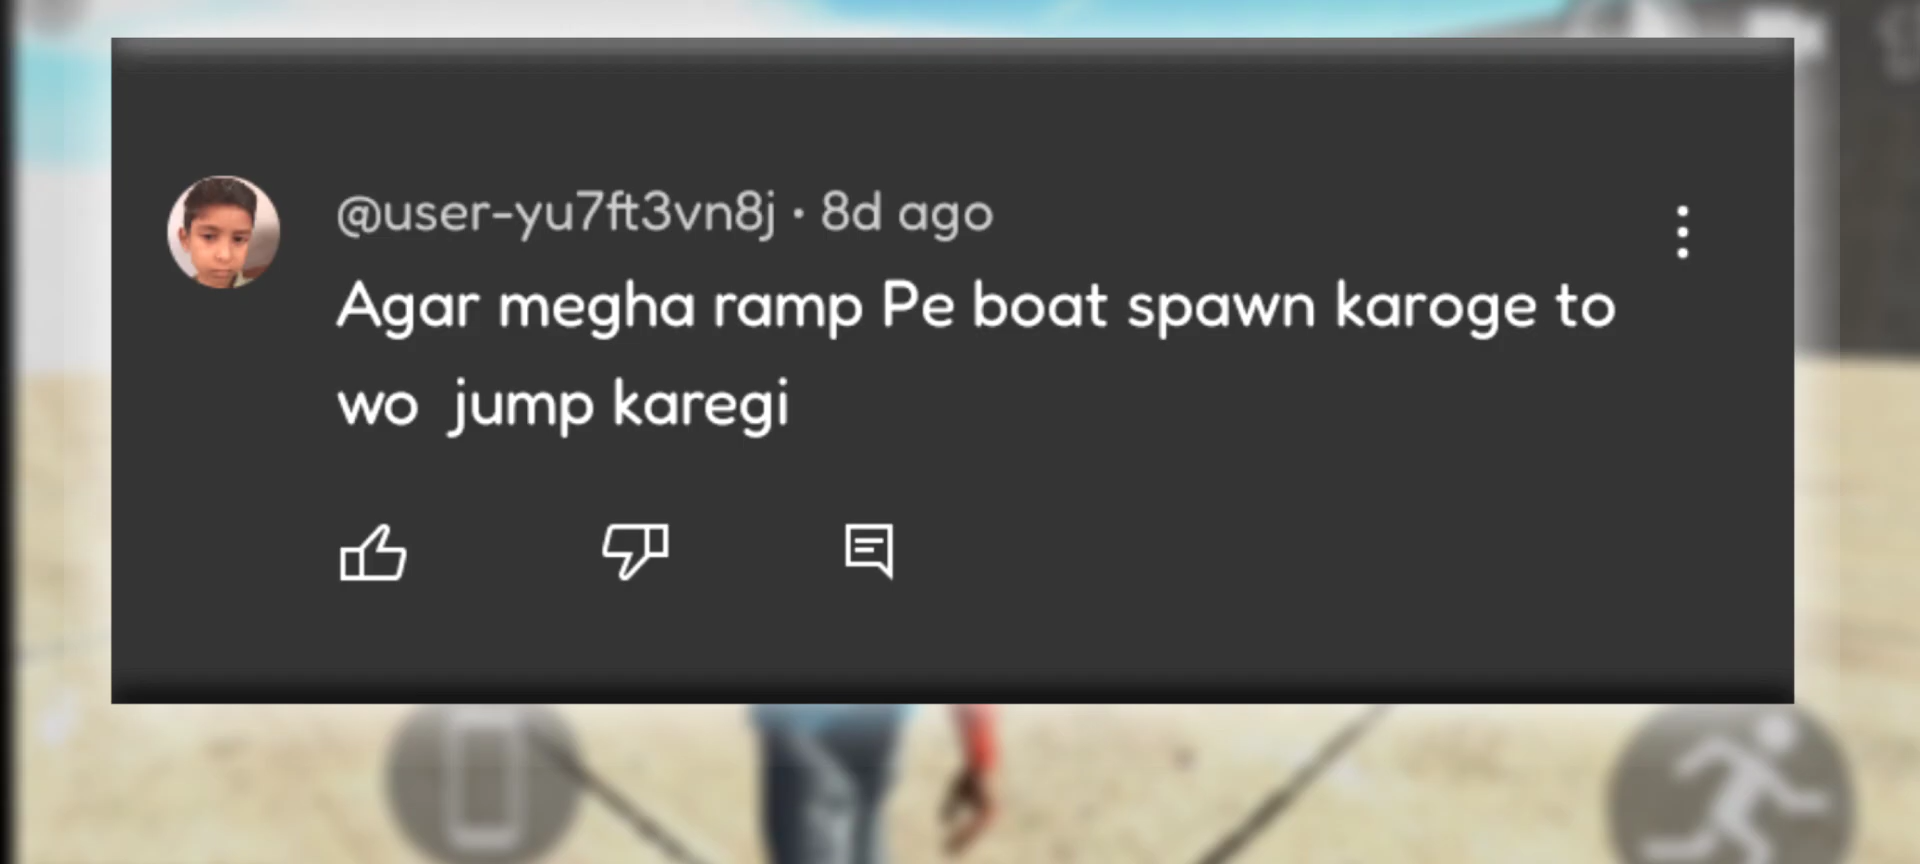 @user-yu7ft3vn8j · 8d ago
Agar megha ramp Pe boat spawn karoge to
wo jump karegi